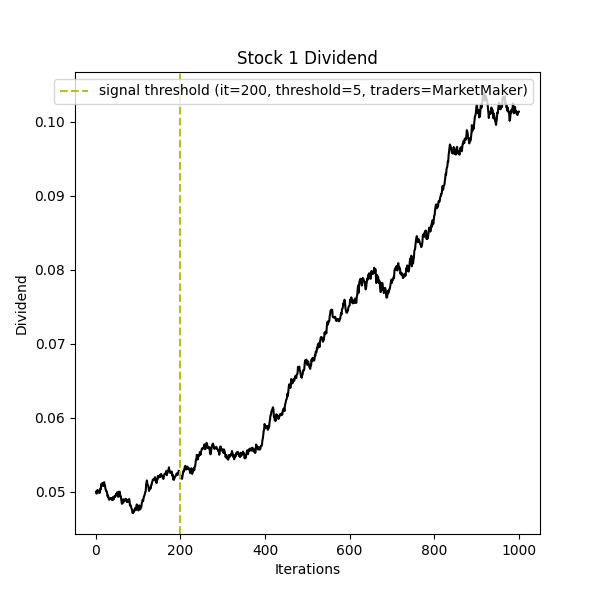 Stock 1 Dividend
signal threshold (it=200, threshold=5, traders=MarketMaker)
0.10
0.09
0.08
0.07
0.06
0.05
Dividend
0 200 400 600 800 1000
Iterations